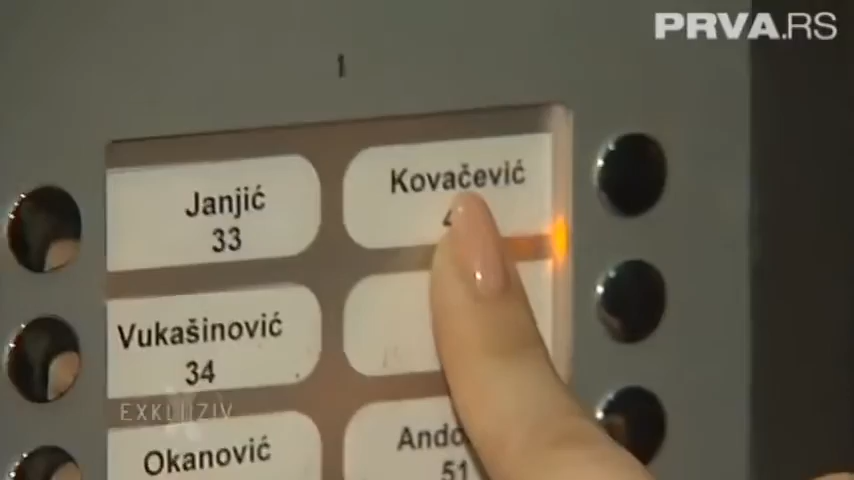 PRVA.RS
1
Janjić
33
Kovačević
Vukašinović
34
EXKLUZIV
Okanović
51